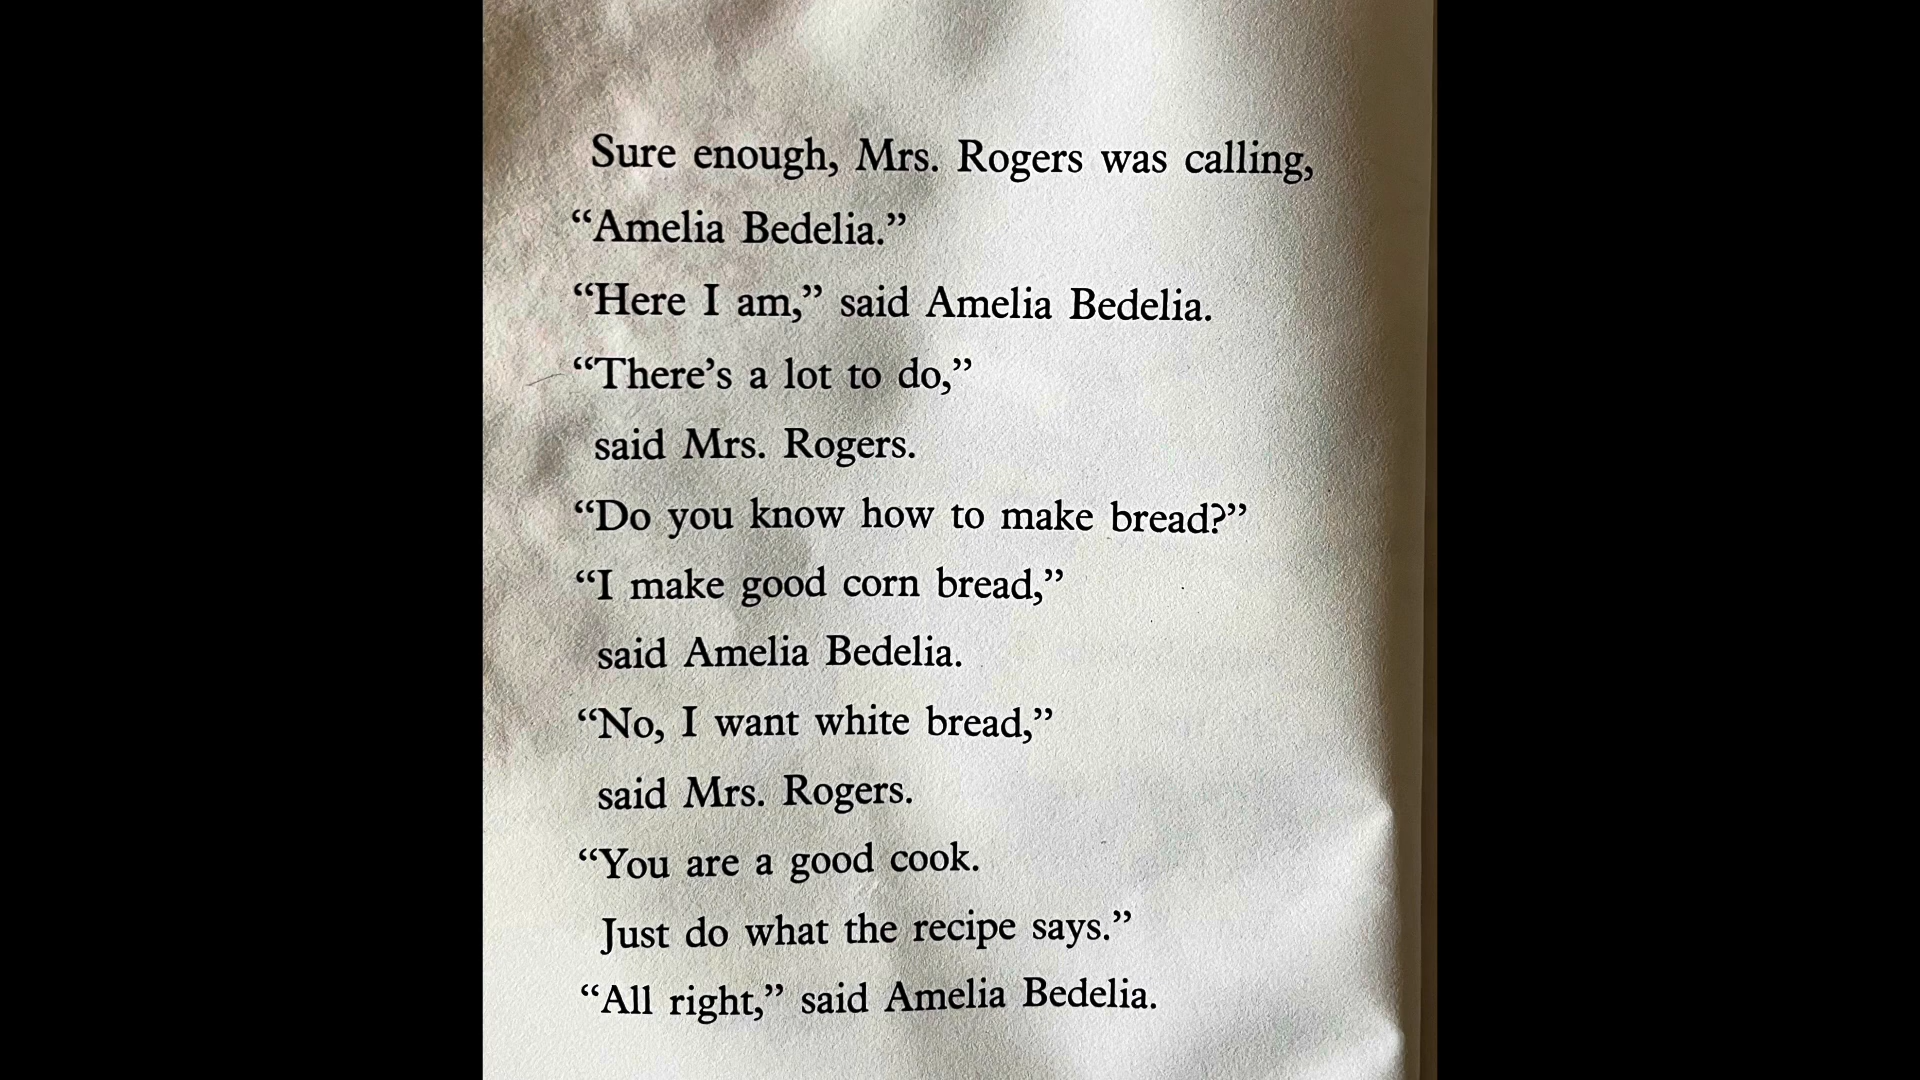 Sure enough, Mrs. Rogers was calling,
“Amelia Bedelia.”
“Here I am,” said Amelia Bedelia.
“There’s a lot to do,”
said Mrs. Rogers.
“Do you know how to make bread?”
“I make good corn bread,”
said Amelia Bedelia.
“No, I want white bread,”
said Mrs. Rogers.
“You are a good cook.
Just do what the recipe says.”
“All right,” said Amelia Bedelia.